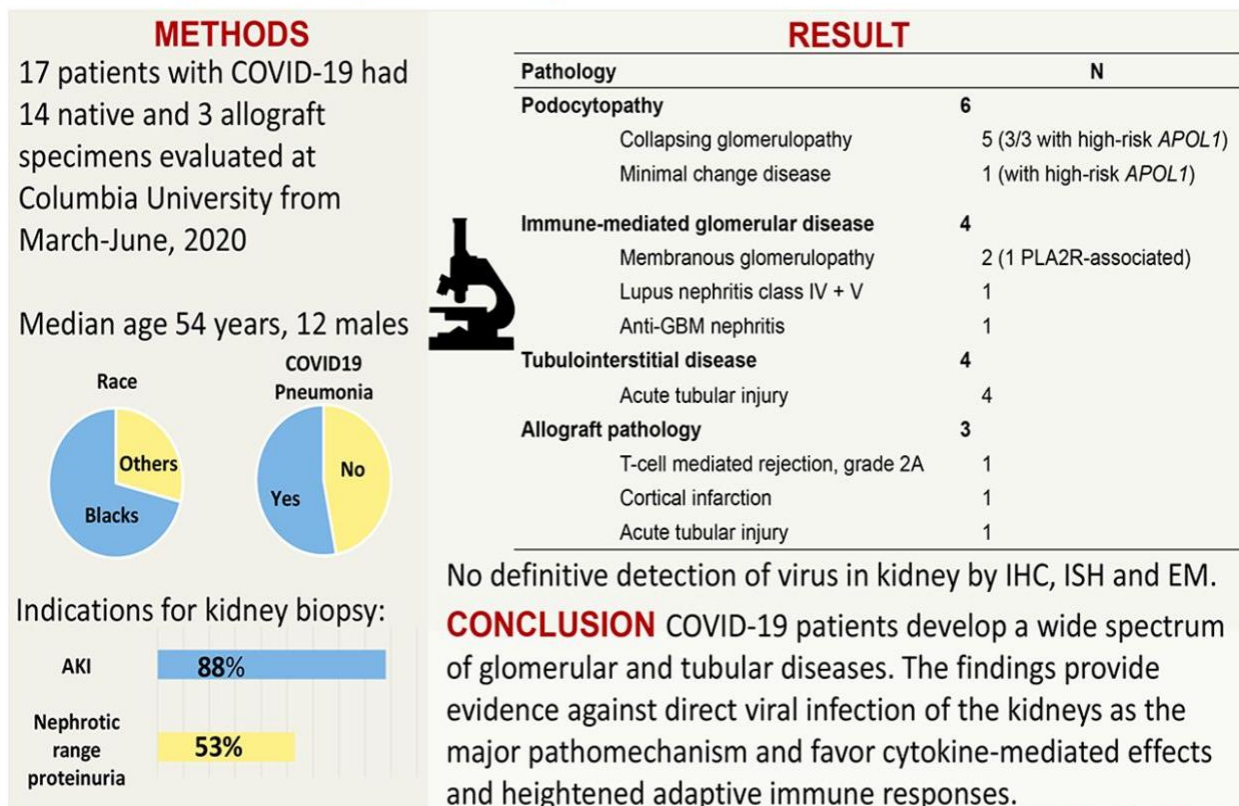 METHODS
17 patients with COVID-19 had
14 native and 3 allograft
specimens evaluated at
Columbia University from
March-June, 2020
Median age 54 years, 12 males
Race
Others
Blacks
COVID19
Pneumonia
No
Yes
Indications for kidney biopsy:
AKI
88%
Nephrotic
range
proteinuria
53%
RESULT
Pathology N
Podocytopathy 6
Collapsing glomerulopathy 5 (3/3 with high-risk APOL1)
Minimal change disease 1 (with high-risk APOL1)
Immune-mediated glomerular disease 4
Membranous glomerulopathy 2 (1 PLA2R-associated)
Lupus nephritis class IV + V 1
Anti-GBM nephritis 1
Tubulointerstitial disease 4
Acute tubular injury 4
Allograft pathology 3
T-cell mediated rejection, grade 2A 1
Cortical infarction 1
Acute tubular injury 1
No definitive detection of virus in kidney by IHC, ISH and EM.
CONCLUSION COVID-19 patients develop a wide spectrum
of glomerular and tubular diseases. The findings provide
evidence against direct viral infection of the kidneys as the
major pathomechanism and favor cytokine-mediated effects
and heightened adaptive immune responses.